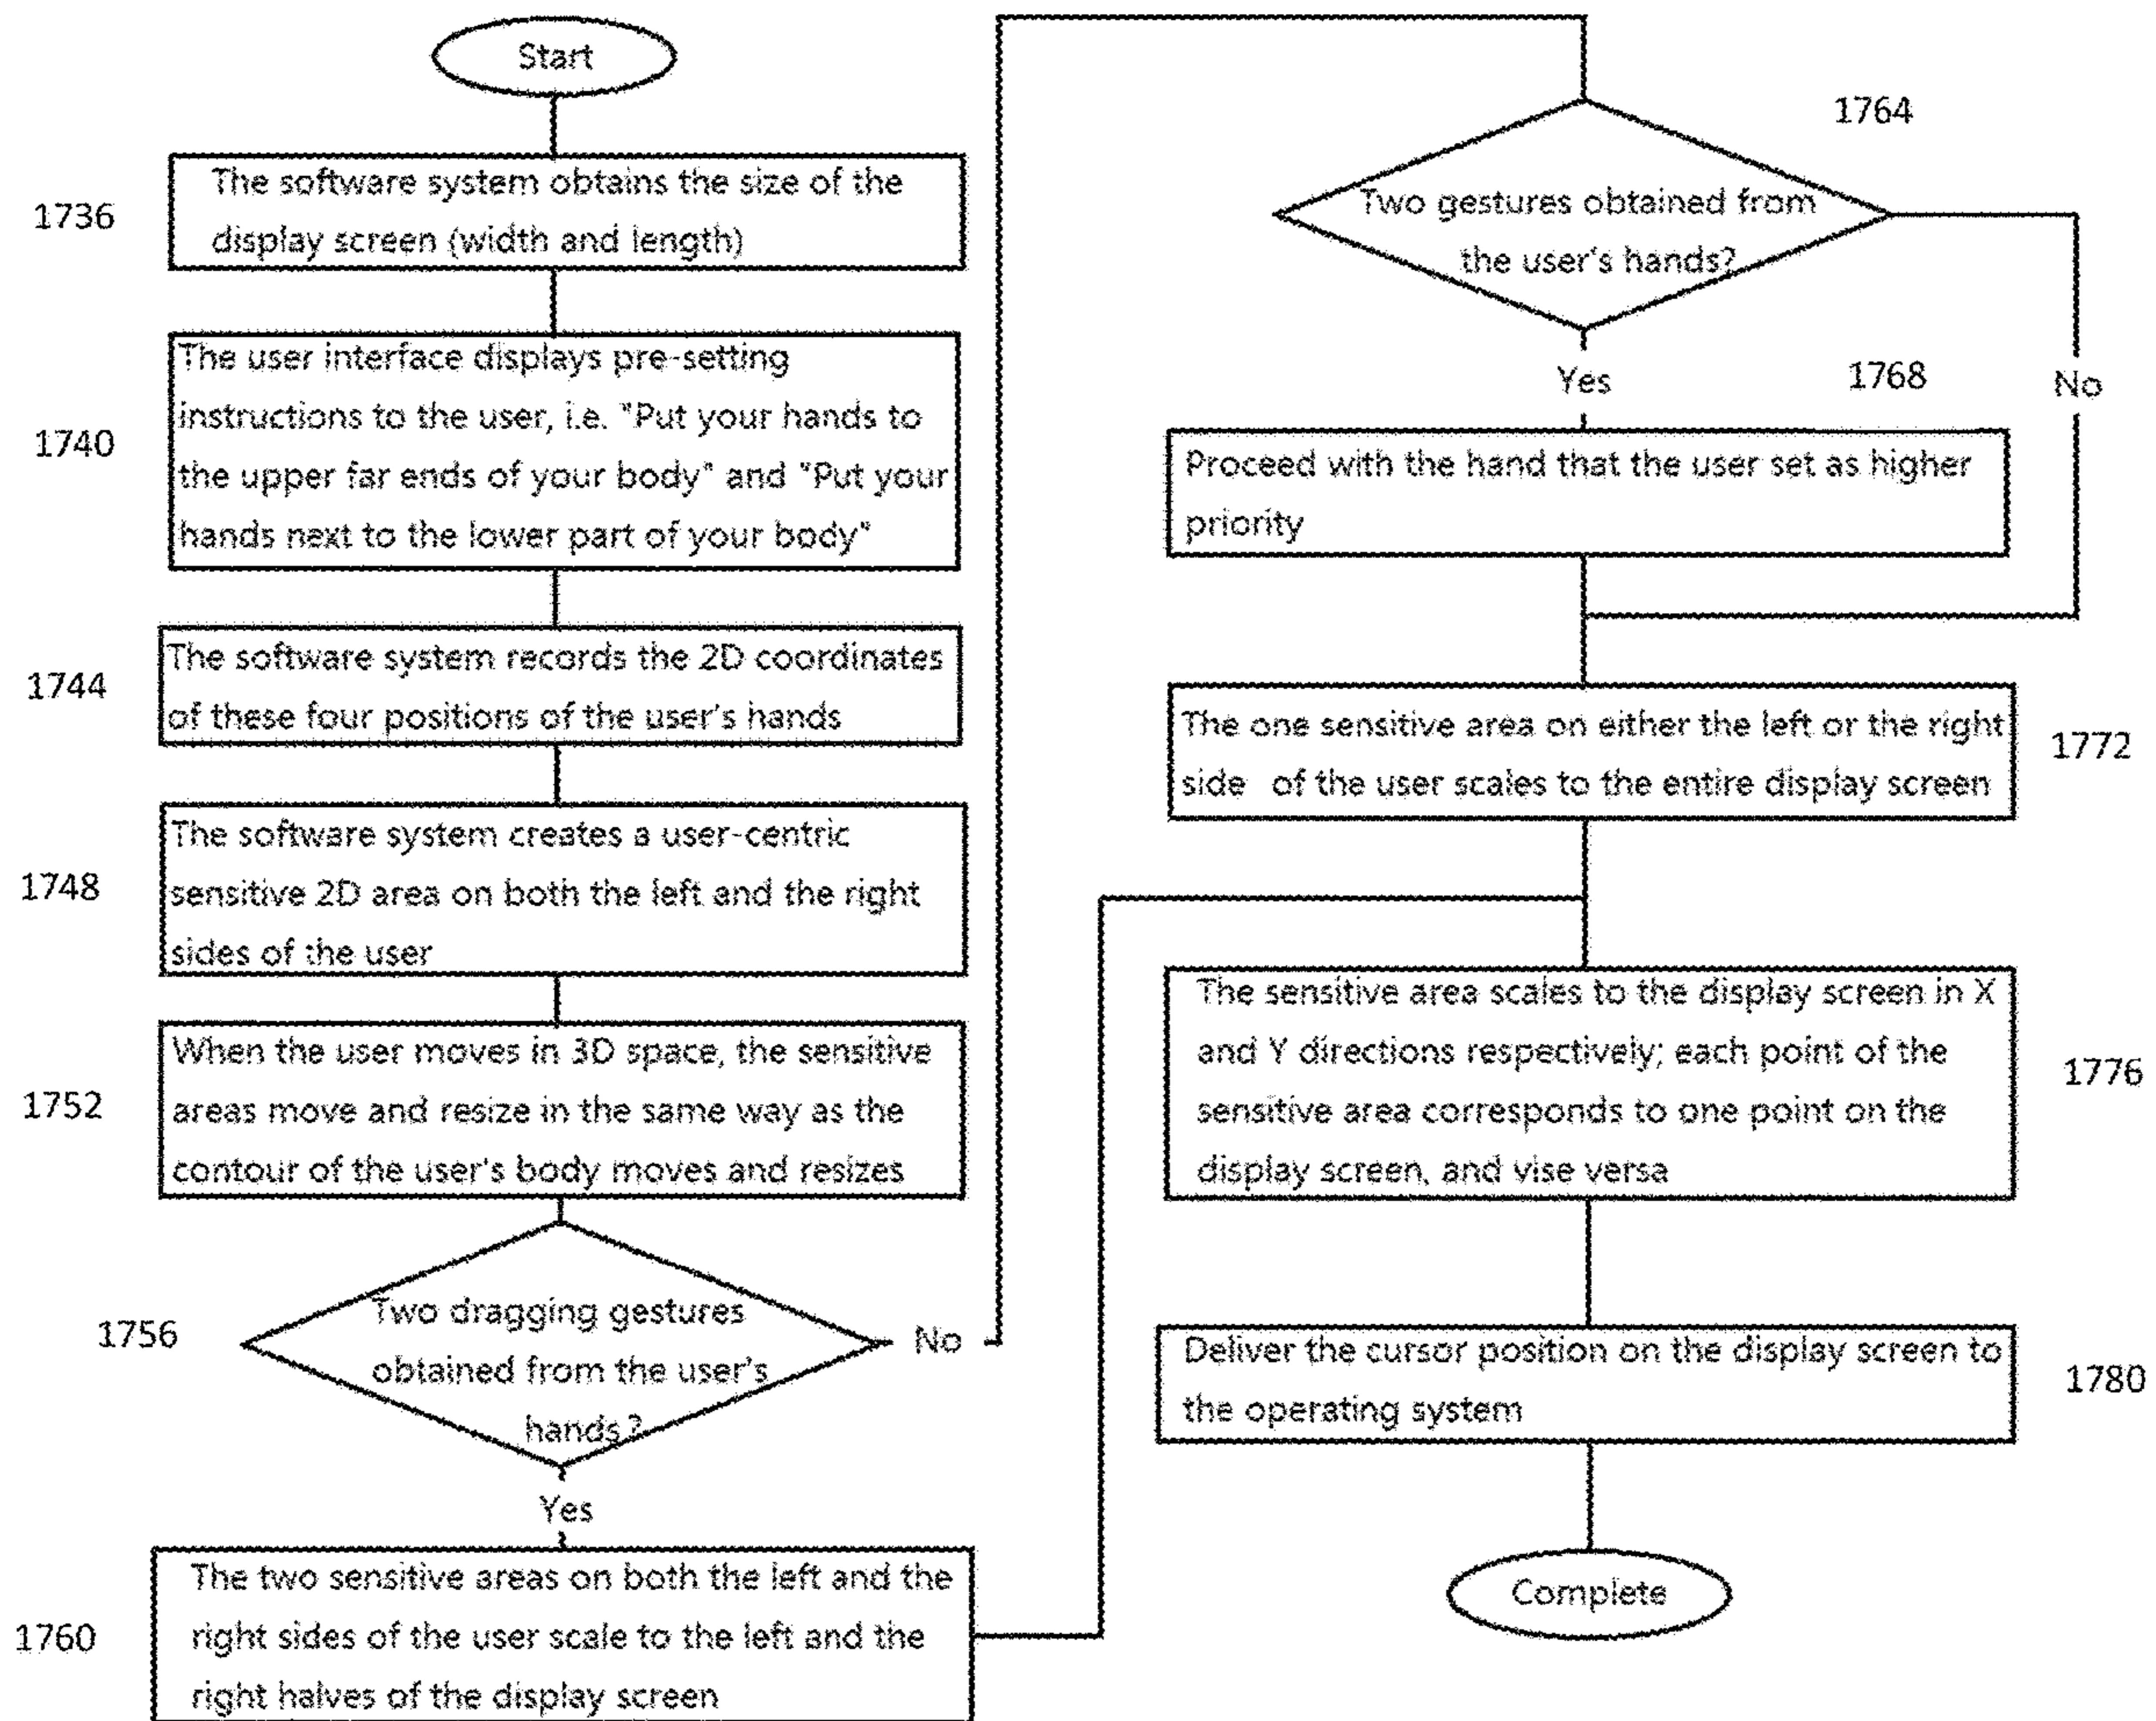 Start
1736
The software system obtains the size of the
display screen (width and length)
1740
The user interface displays pre-setting
instructions to the user, i.e. "Put your hands to
the upper far ends of your body" and "Put your
hands next to the lower part of your body"
1744
The software system records the 2D coordinates
of these four positions of the user's hands
1748
The software system creates a user-centric
sensitive 2D area on both the left and the right
sides of the user
1752
When the user moves in 3D space, the sensitive
areas move and resize in the same way as the
contour of the user's body moves and resizes
1756
Two dragging gestures
obtained from the user's
hands?
No
Yes
1760
The two sensitive areas on both the left and the
right sides of the user scale to the left and the
right halves of the display screen
1764
Two gestures obtained from
the user's hands?
Yes
No
1768
Proceed with the hand that the user set as higher
priority
The one sensitive area on either the left or the right
side of the user scales to the entire display screen
1772
The sensitive area scales to the display screen in X
and Y directions respectively; each point of the
sensitive area corresponds to one point on the
display screen, and vise versa
1776
Deliver the cursor position on the display screen to
the operating system
1780
Complete